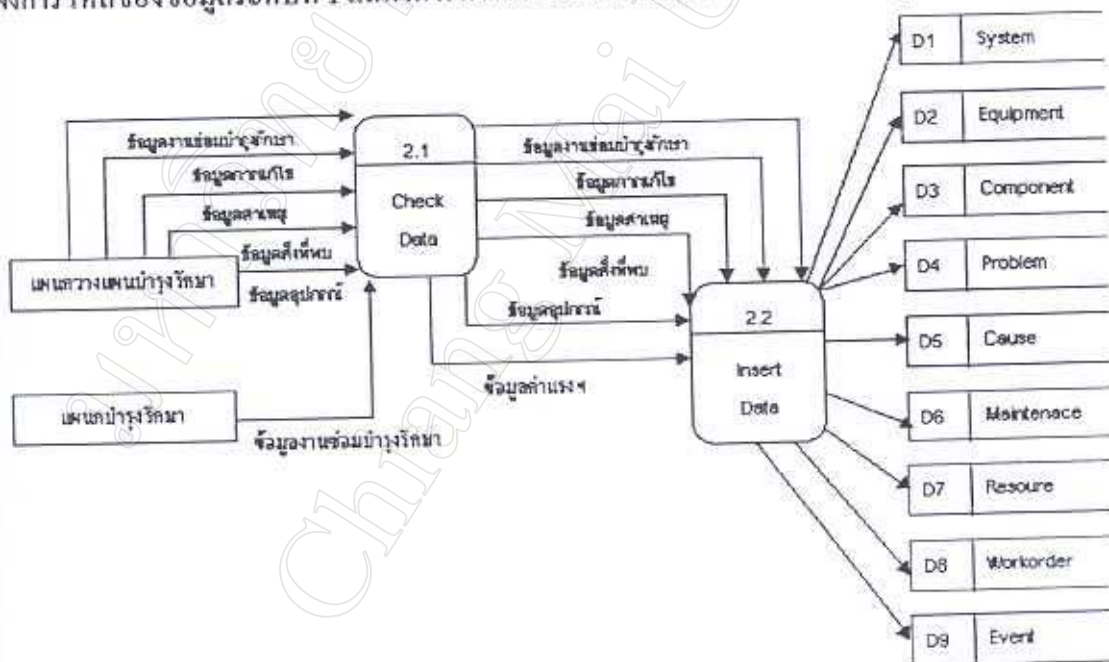 D1 System
ข้อมูลงานซ่อมบำรุงรักษา
ข้อมูลการแก้ไข
ข้อมูลสาเหตุ
ข้อมูลสิ่งที่พบ
ข้อมูลอุปกรณ์
แผนกวางแผนบำรุงรักษา
แผนกบำรุงรักษา
ข้อมูลงานซ่อมบำรุงรักษา
2.1
Check
Data
ข้อมูลงานซ่อมบำรุงรักษา
ข้อมูลการแก้ไข
ข้อมูลสาเหตุ
ข้อมูลสิ่งที่พบ
ข้อมูลอุปกรณ์
ข้อมูลค่าแรงฯ
2.2
Insert
Data
D2 Equipment
D3 Component
D4 Problem
D5 Cause
D6 Maintenace
D7 Resoure
D8 Workorder
D9 Event
Chiang Mai U